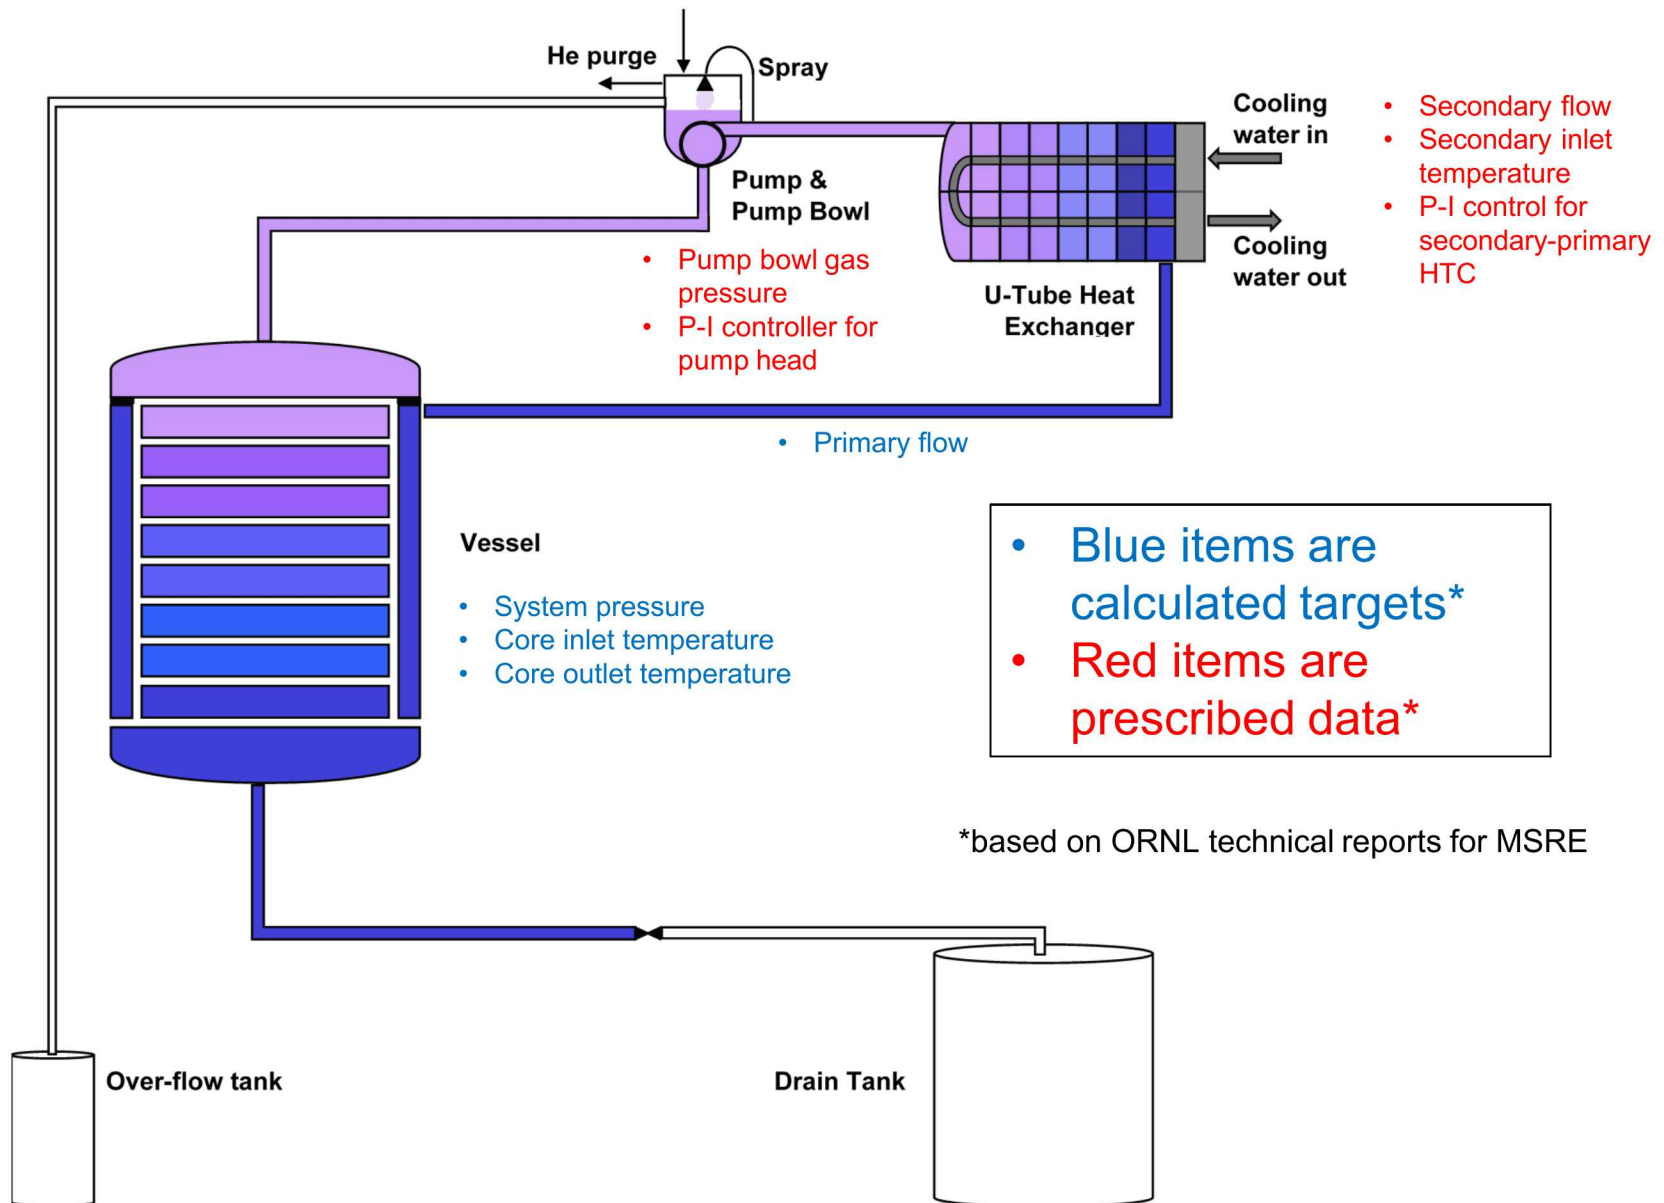 He purge
Spray
Cooling
water in
• Secondary flow
• Secondary inlet
temperature
• P-I control for
secondary-primary
HTC
Pump &
Pump Bowl
Cooling
water out
• Pump bowl gas
pressure
• P-I controller for
pump head
U-Tube Heat
Exchanger
• Primary flow
Vessel
• System pressure
• Core inlet temperature
• Core outlet temperature
• Blue items are
calculated targets*
• Red items are
prescribed data*
*based on ORNL technical reports for MSRE
Over-flow tank
Drain Tank